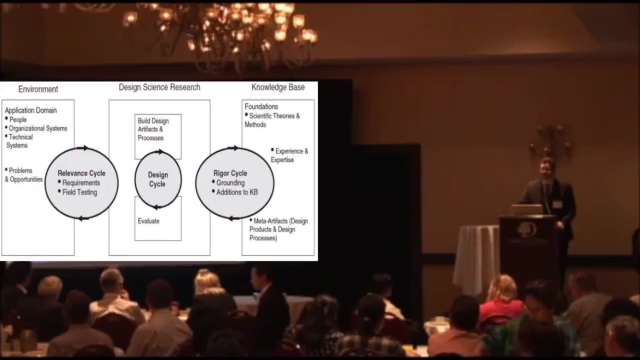 Environment
Design Science Research
Knowledge Base
Application Domain
• People
• Organizational Systems
• Technical
Systems
• Problems
& Opportunities
Relevance Cycle
• Requirements
• Field Testing
Build Design
Artifacts &
Processes
Design
Cycle
Evaluate
Foundations
• Scientific Theories &
Methods
• Experience &
Expertise
Rigor Cycle
• Grounding
• Additions to KB
• Meta-Artifacts (Design
Products & Design
Processes)